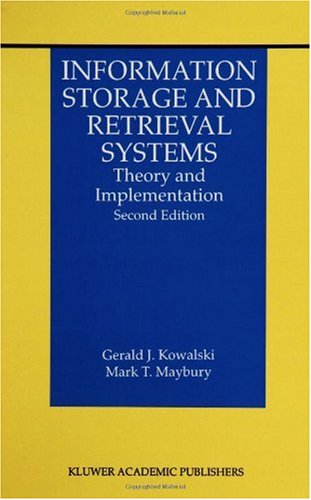 INFORMATION
STORAGE AND
RETRIEVAL
SYSTEMS
Theory and
Implementation
Second Edition
Gerald J. Kowalski
Mark T. Maybury
KLUWER ACADEMIC PUBLISHERS